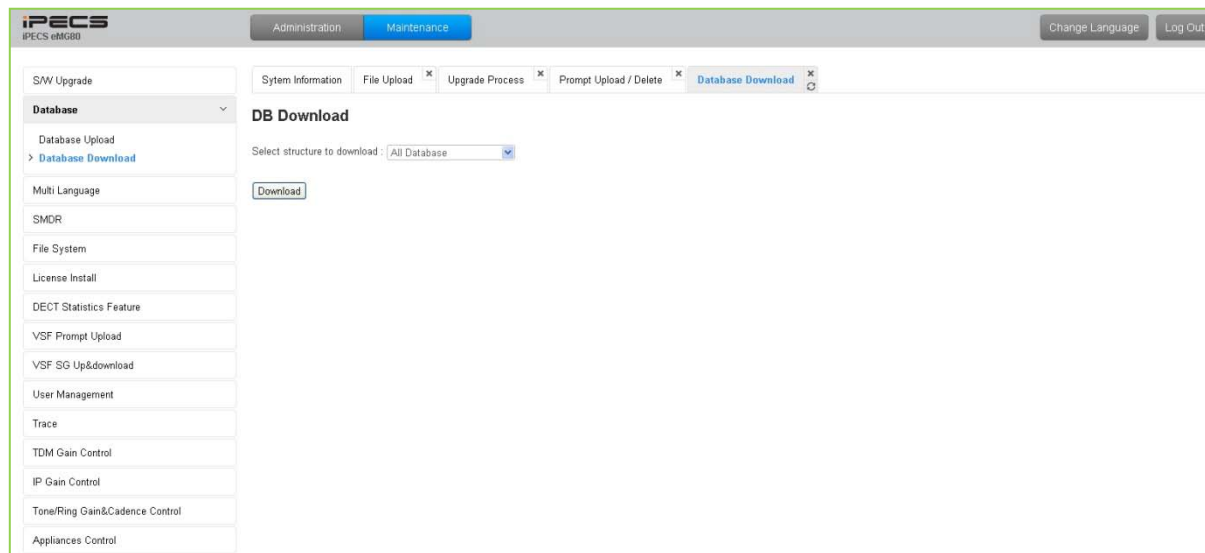 iPECS
iPECS eMG80
Administration
Maintenance
Change Language
Log Out
S/W Upgrade
Database
Database Upload
> Database Download
Multi Language
SMDR
File System
License Install
DECT Statistics Feature
VSF Prompt Upload
VSF SG Up&download
User Management
Trace
TDM Gain Control
IP Gain Control
Tone/Ring Gain&Cadence Control
Appliances Control
Sytem Information
File Upload
Upgrade Process
Prompt Upload / Delete
Database Download
DB Download
Select structure to download : All Database
Download